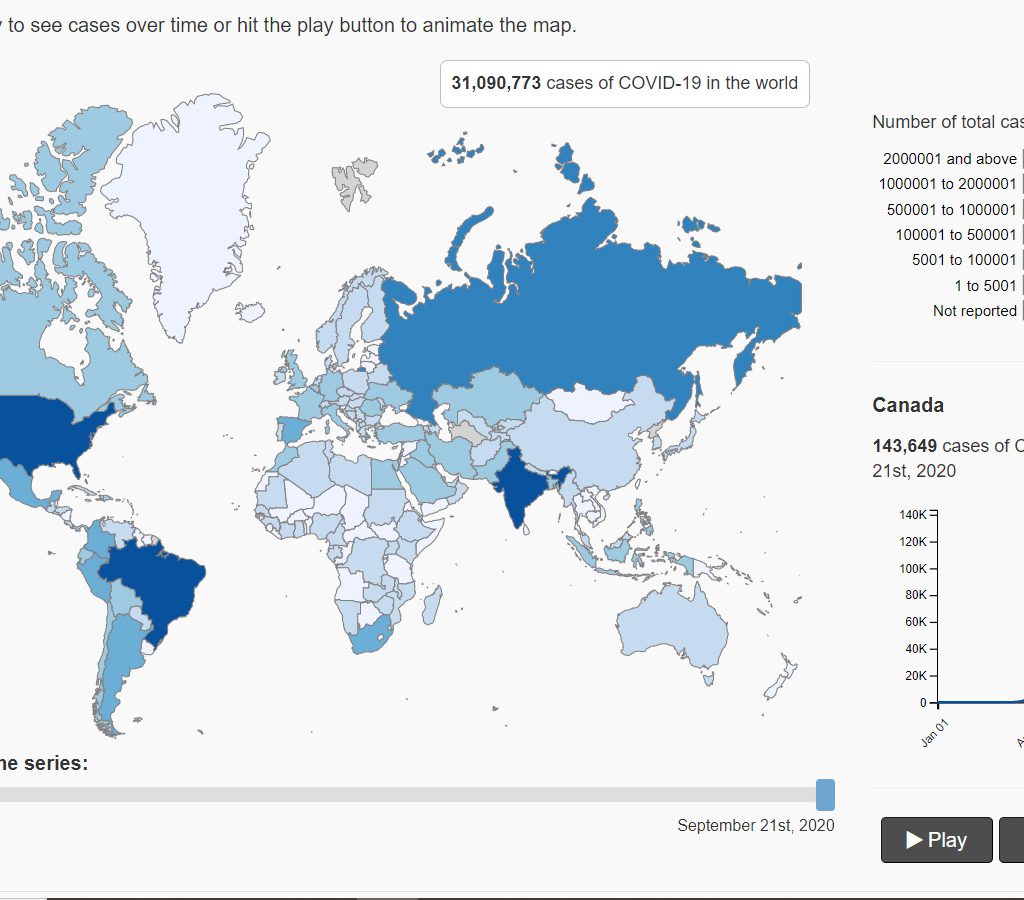 to see cases over time or hit the play button to animate the map.
31,090,773 cases of COVID-19 in the world
Number of total
2000001 and above
1000001 to 2000001
500001 to 1000001
100001 to 500001
5001 to 100001
1 to 5001
Not reported
Canada
143,649 cases of
21st, 2020
140K
120K
100K
80K
60K
40K
20K
0
Jan 01
series:
September 21st, 2020
Play